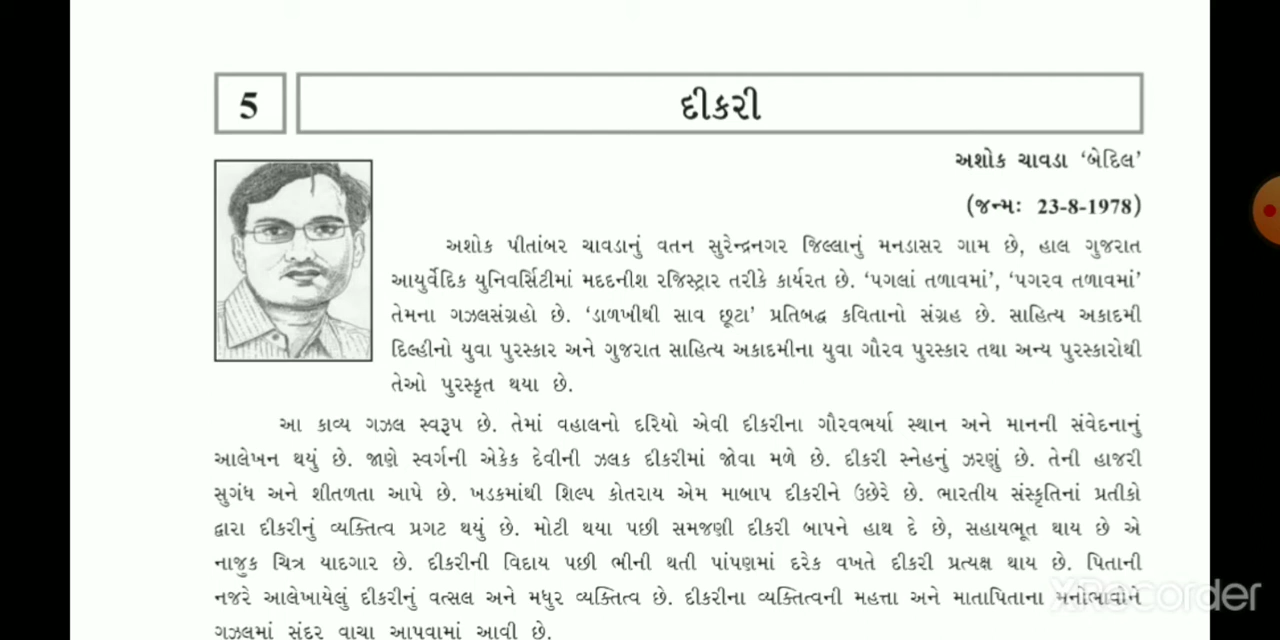 5
દીકરી
અશોક ચાવડા ‘બેદિલ’
(જન્મઃ 23-8-1978)
અશોક પીતાંબર ચાવડાનું વતન સુરેન્દ્રનગર જિલ્લાનું મનડાસર ગામ છે, હાલ ગુજરાત
આયુર્વેદિક યુનિવર્સિટીમાં મદદનીશ રજિસ્ટ્રાર તરીકે કાર્યરત છે. ‘પગલાં તળાવમાં’, ‘પગરવ તળાવમાં’
તેમના ગઝલસંગ્રહો છે. ‘ડાળખીથી સાવ છૂટા’ પ્રતિબદ્ધ કવિતાનો સંગ્રહ છે. સાહિત્ય અકાદમી
દિલ્હીનો યુવા પુરસ્કાર અને ગુજરાત સાહિત્ય અકાદમીના યુવા ગૌરવ પુરસ્કાર તથા અન્ય પુરસ્કારોથી
તેઓ પુરસ્કૃત થયા છે.
આ કાવ્ય ગઝલ સ્વરૂપ છે. તેમાં વહાલનો દરિયો એવી દીકરીના ગૌરવભર્યા સ્થાન અને માનની સંવેદનાનું
આલેખન થયું છે. જાણે સ્વર્ગની એકેક દેવીની ઝલક દીકરીમાં જોવા મળે છે. દીકરી સ્નેહનું ઝરણું છે. તેની હાજરી
સુગંધ અને શીતળતા આપે છે. ખડકમાંથી શિલ્પ કોતરાય એમ માબાપ દીકરીને ઉછેરે છે. ભારતીય સંસ્કૃતિનાં પ્રતીકો
દ્વારા દીકરીનું વ્યક્તિત્વ પ્રગટ થયું છે. મોટી થયા પછી સમજણી દીકરી બાપને હાથ દે છે, સહાયભૂત થાય છે એ
નાજુક ચિત્ર યાદગાર છે. દીકરીની વિદાય પછી ભીની થતી પાંપણમાં દરેક વખતે દીકરી પ્રત્યક્ષ થાય છે. પિતાની
નજરે આલેખાયેલું દીકરીનું વત્સલ અને મધુર વ્યક્તિત્વ છે. દીકરીના વ્યક્તિત્વની મહત્તા અને માતાપિતાના મનોભાવોને
ગઝલમાં સુંદર વાચા આપવામાં આવી છે.
XRecorder